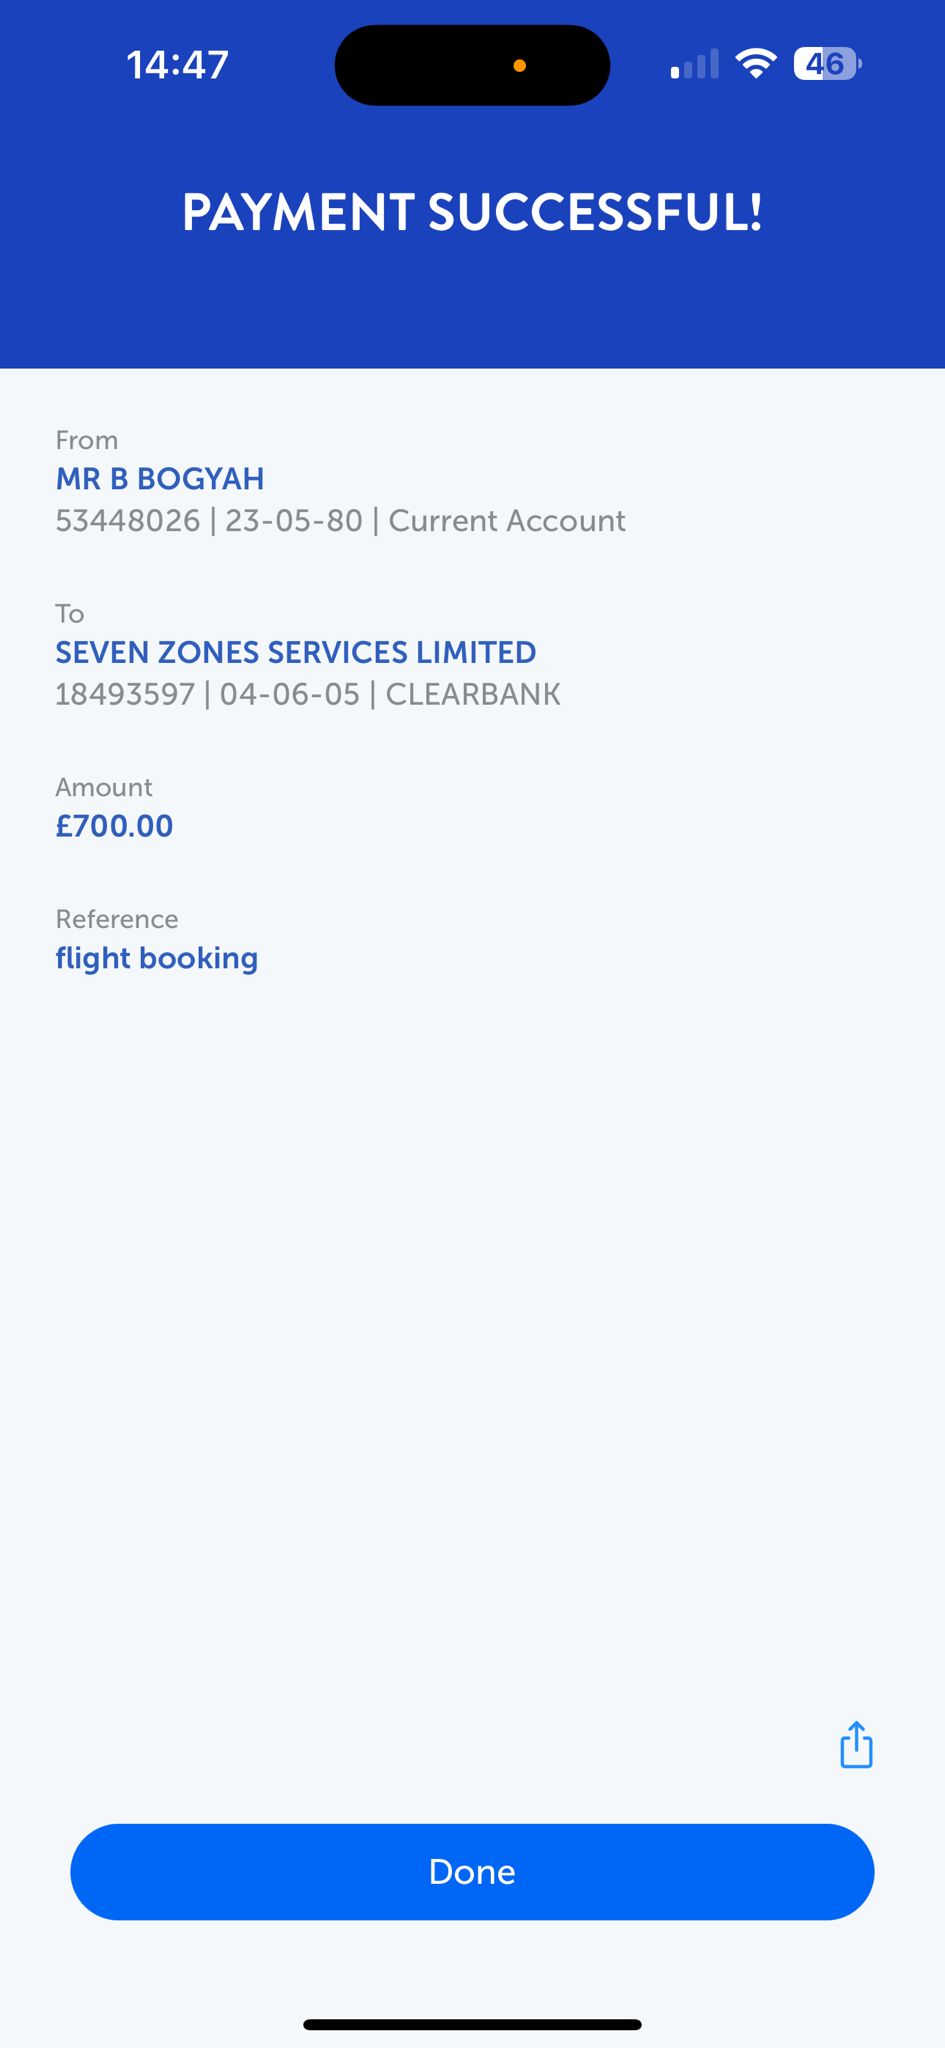 14:47
46
PAYMENT SUCCESSFUL!
From
MR B BOGYAH
53448026 | 23-05-80 | Current Account
To
SEVEN ZONES SERVICES LIMITED
18493597 | 04-06-05 | CLEARBANK
Amount
£700.00
Reference
flight booking
Done